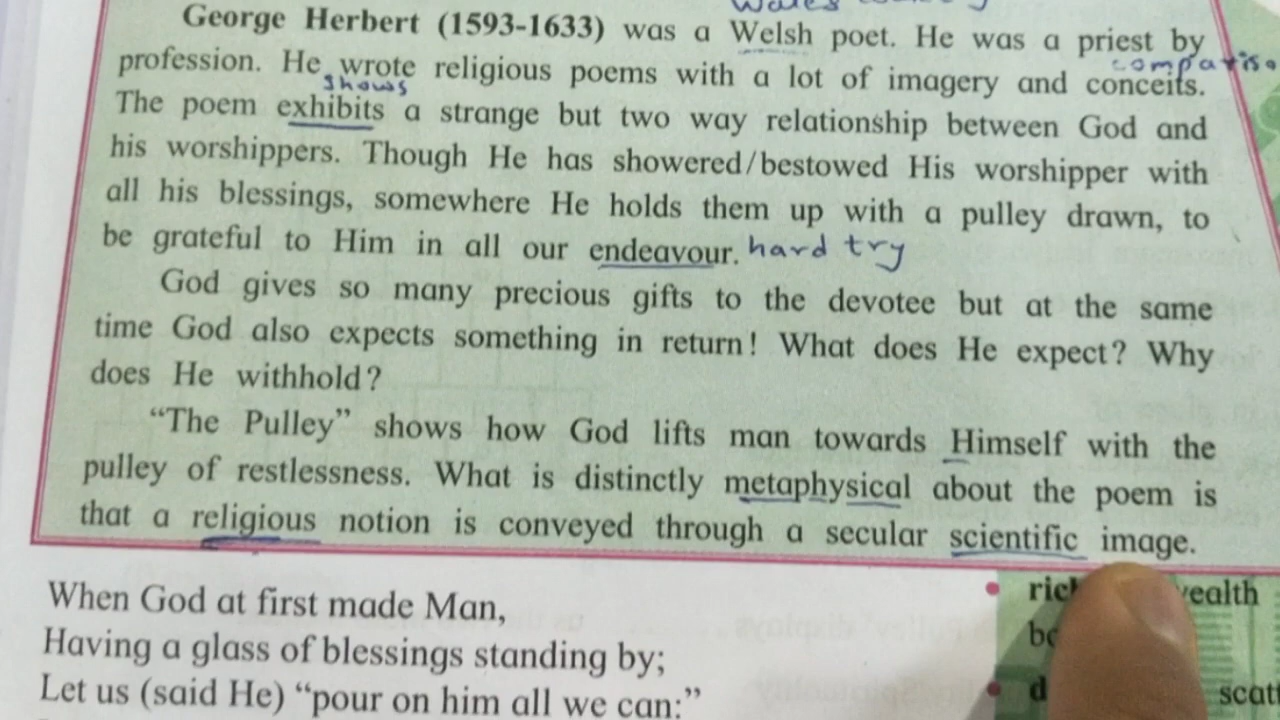 George Herbert (1593-1633) was a Welsh poet. He was a priest by
comparis
profession. He wrote religious poems with a lot of imagery and conceits.
shows
The poem exhibits a strange but two way relationship between God and
his worshippers. Though He has showered/bestowed His worshipper with
all his blessings, somewhere He holds them up with a pulley drawn, to
be grateful to Him in all our endeavour. hard try
God gives so many precious gifts to the devotee but at the same
time God also expects something in return! What does He expect? Why
does He withhold?
“The Pulley” shows how God lifts man towards Himself with the
pulley of restlessness. What is distinctly metaphysical about the poem is
that a religious notion is conveyed through a secular scientific image.
When God at first made Man,
Having a glass of blessings standing by;
Let us (said He) “pour on him all we can:”